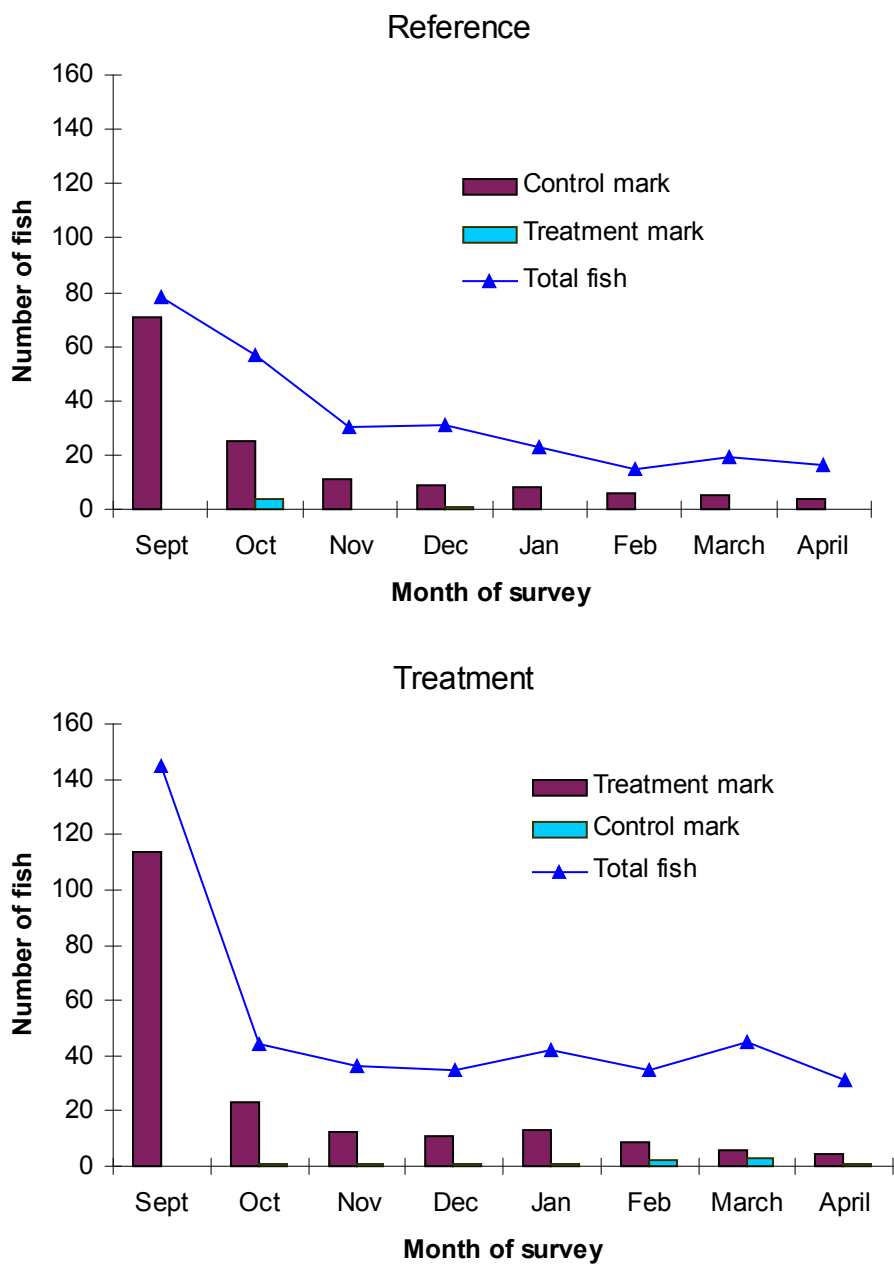 Reference
160
140
120
100
80
60
40
20
0
Number of fish
Control mark
Treatment mark
Total fish
Sept Oct Nov Dec Jan Feb March April
Month of survey
Treatment
160
140
120
100
80
60
40
20
0
Number of fish
Treatment mark
Control mark
Total fish
Sept Oct Nov Dec Jan Feb March April
Month of survey